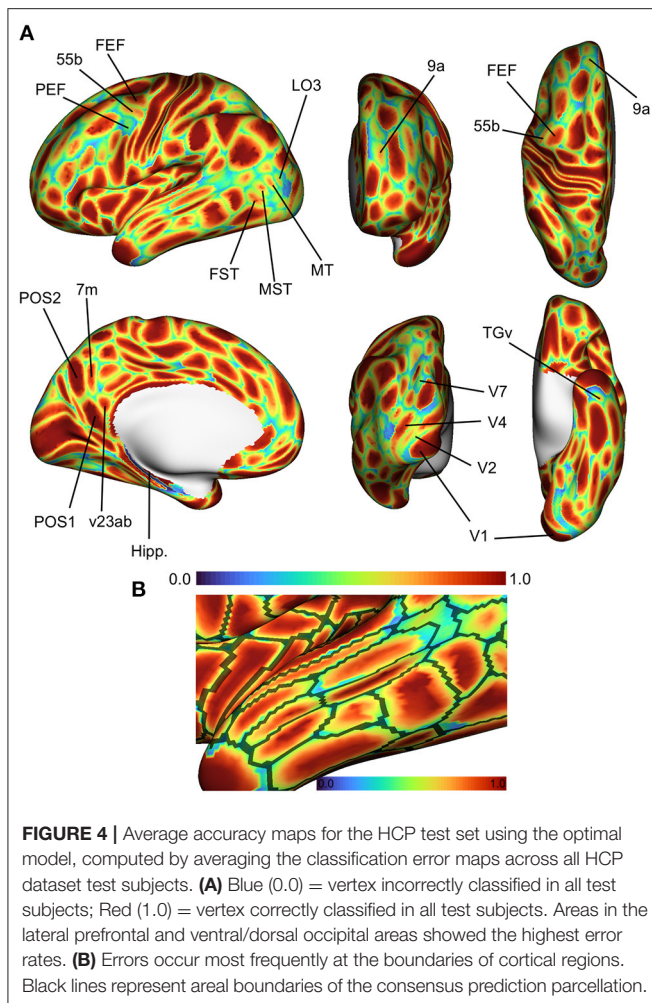 A
FEF
55b
PEF
LO3
FST
MST
MT
9a
FEF
55b
9a
POS2
7m
POS1
v23ab
Hipp.
V7
V4
V2
V1
TGv
B
0.0
1.0
0.0
1.0
FIGURE 4 | Average accuracy maps for the HCP test set using the optimal
model, computed by averaging the classification error maps across all HCP
dataset test subjects. (A) Blue (0.0) = vertex incorrectly classified in all test
subjects; Red (1.0) = vertex correctly classified in all test subjects. Areas in the
lateral prefrontal and ventral/dorsal occipital areas showed the highest error
rates. (B) Errors occur most frequently at the boundaries of cortical regions.
Black lines represent areal boundaries of the consensus prediction parcellation.